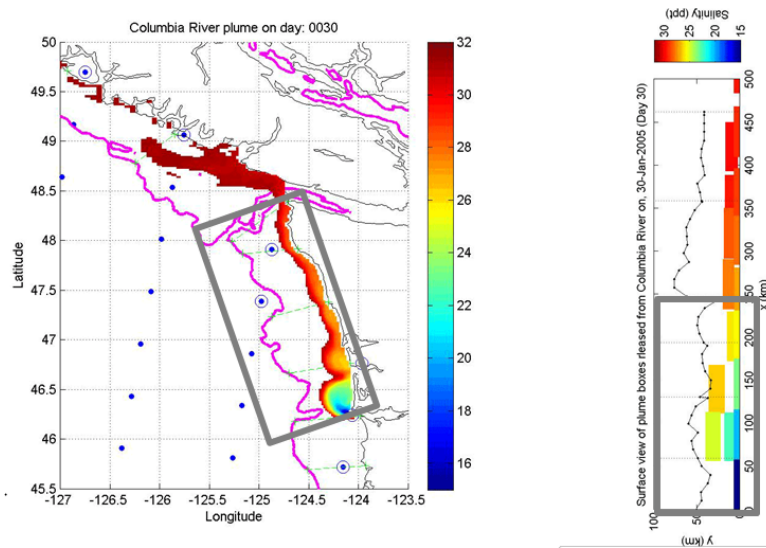 Columbia River plume on day: 0030
50
49.5
49
48.5
48
47.5
47
46.5
46
45.5
Latitude
-127 -126.5 -126 -125.5 -125 -124.5 -124 -123.5
Longitude
32
30
28
26
24
22
20
18
16
Salinity (ppt)
30 25 20 15
Surface view of plume boxes rleased from Columbia River on, 30-Jan-2005 (Day 30)
0 50 100 150 200 250 300 350 400 450 500
x (km)
100 50 0
y (km)